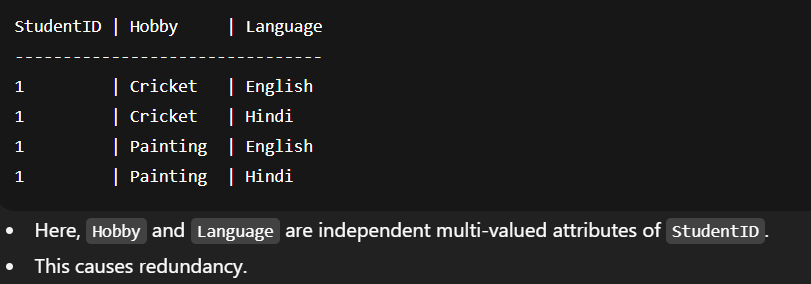 StudentID | Hobby    | Language
--------------------------------
1         | Cricket  | English
1         | Cricket  | Hindi
1         | Painting | English
1         | Painting | Hindi
• Here, Hobby and Language are independent multi-valued attributes of StudentID.
• This causes redundancy.